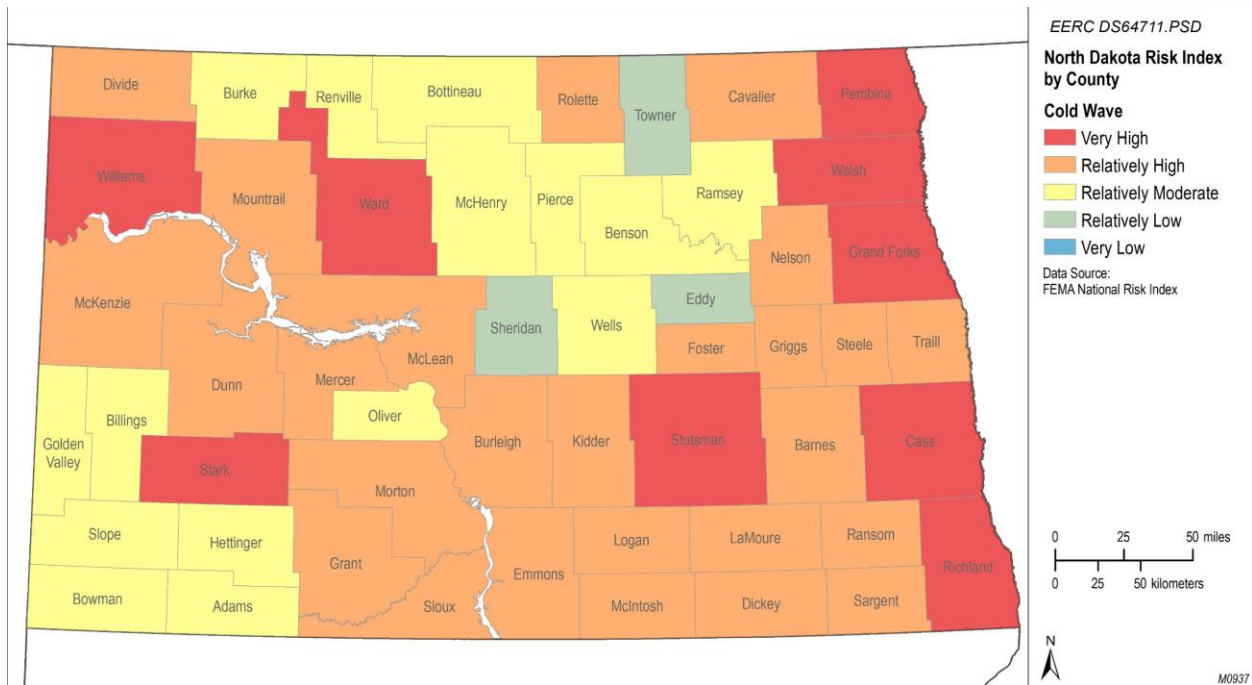 EERC DS64711.PSD
North Dakota Risk Index
by County
Cold Wave
Very High
Relatively High
Relatively Moderate
Relatively Low
Very Low
Data Source:
FEMA National Risk Index
Divide
Burke
Renville
Bottineau
Rolette
Towner
Cavalier
Pembina
Williams
Mountrail
Ward
McHenry
Pierce
Benson
Ramsey
Walsh
Nelson
Grand Forks
McKenzie
Dunn
Mercer
McLean
Sheridan
Wells
Eddy
Foster
Griggs
Steele
Traill
Golden
Valley
Billings
Stark
Oliver
Morton
Burleigh
Kidder
Stutsman
Barnes
Cass
Slope
Hettinger
Grant
Bowman
Adams
Sioux
Emmons
Logan
LaMoure
Ransom
Richland
McIntosh
Dickey
Sargent
0 25 50 miles
0 25 50 kilometers
N
M0937